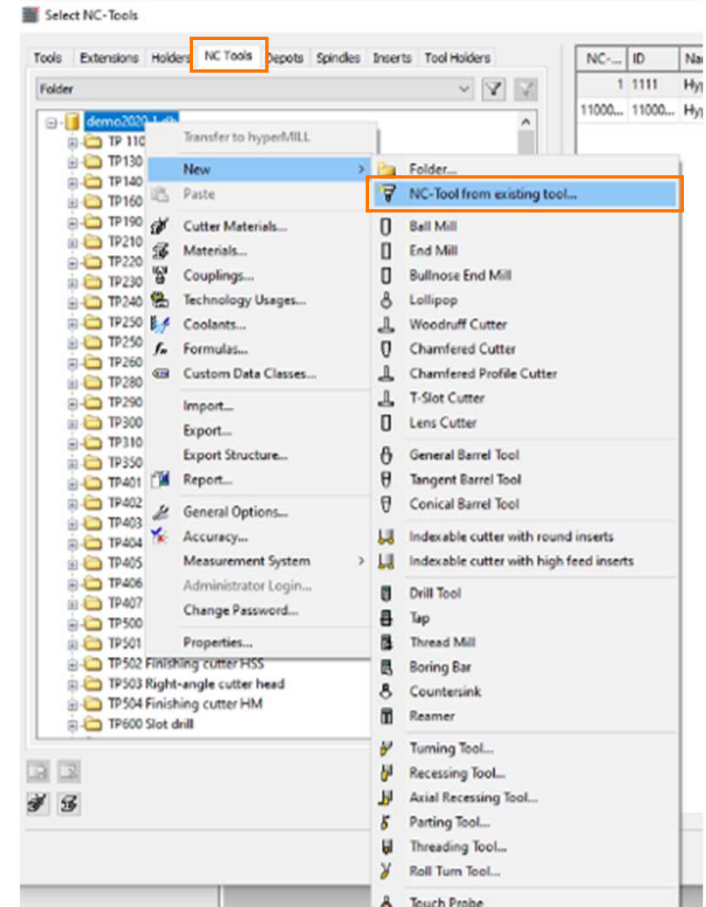 Select NC-Tools
Tools Extensions Holders NC Tools Depots Spindles Inserts Tool Holders
Folder
NC-... ID Na
1 1111 Hy
11000... 11000... Hy
demo2020
TP 110
TP130
TP140
TP160
TP190
TP210
TP220
TP230
TP240
TP250
TP250
TP260
TP280
TP290
TP300
TP310
TP350
TP401
TP402
TP403
TP404
TP405
TP406
TP407
TP500
TP501
TP502 Finishing cutter HSS
TP503 Right-angle cutter head
TP504 Finishing cutter HM
TP600 Slot drill
Transfer to hyperMILL
New
Paste
Cutter Materials...
Materials...
Couplings...
Technology Usages...
Coolants...
Formulas...
Custom Data Classes...
Import...
Export...
Export Structure...
Report...
General Options...
Accuracy...
Measurement System
Administrator Login...
Change Password...
Properties...
Folder...
NC-Tool from existing tool...
Ball Mill
End Mill
Bullnose End Mill
Lollipop
Woodruff Cutter
Chamfered Cutter
Chamfered Profile Cutter
T-Slot Cutter
Lens Cutter
General Barrel Tool
Tangent Barrel Tool
Conical Barrel Tool
Indexable cutter with round inserts
Indexable cutter with high feed inserts
Drill Tool
Tap
Thread Mill
Boring Bar
Countersink
Reamer
Turning Tool...
Recessing Tool...
Axial Recessing Tool...
Parting Tool...
Threading Tool...
Roll Turn Tool...
Touch Probe